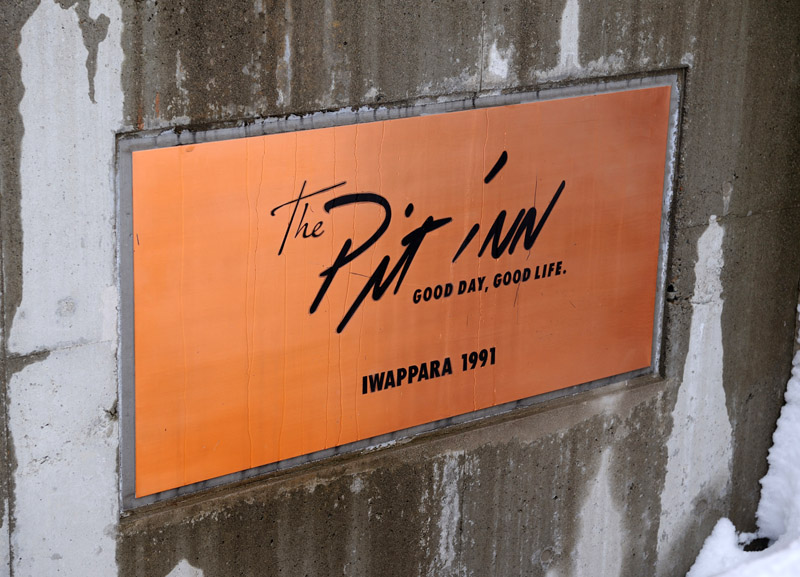 The Pit inn
GOOD DAY, GOOD LIFE.
IWAPPARA 1991